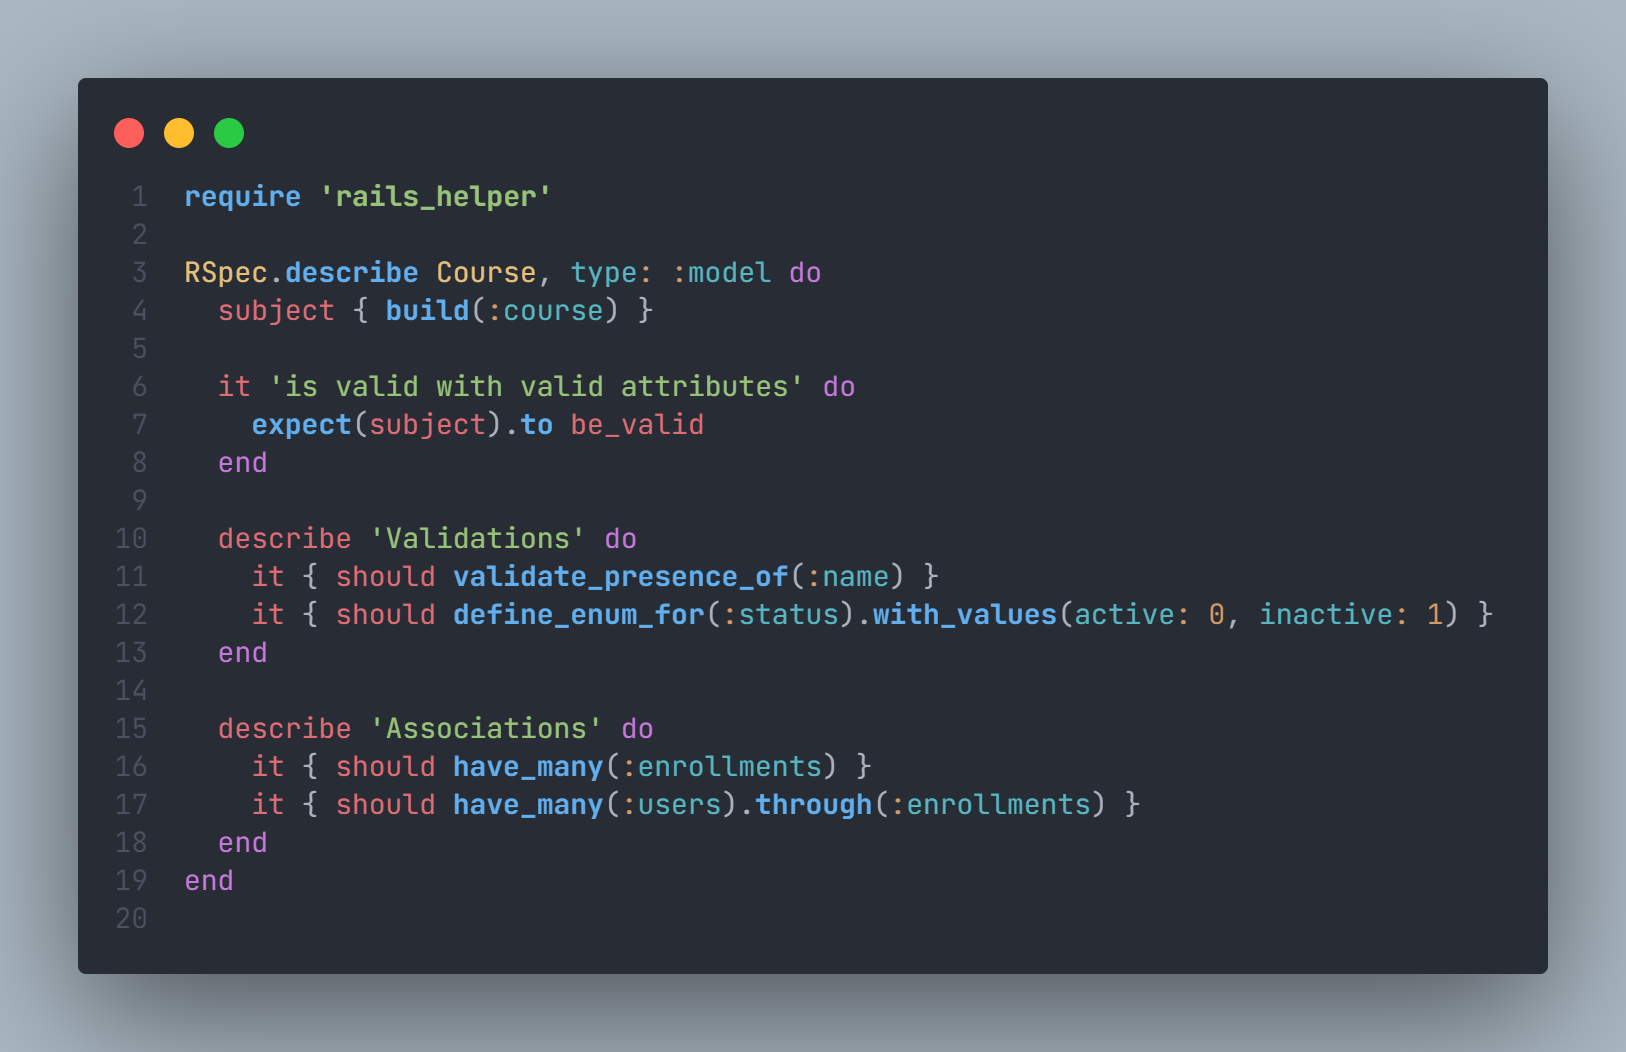 1 require 'rails_helper'
2
3 RSpec.describe Course, type: :model do
4   subject { build(:course) }
5
6   it 'is valid with valid attributes' do
7     expect(subject).to be_valid
8   end
9
10   describe 'Validations' do
11     it { should validate_presence_of(:name) }
12     it { should define_enum_for(:status).with_values(active: 0, inactive: 1) }
13   end
14
15   describe 'Associations' do
16     it { should have_many(:enrollments) }
17     it { should have_many(:users).through(:enrollments) }
18   end
19 end
20